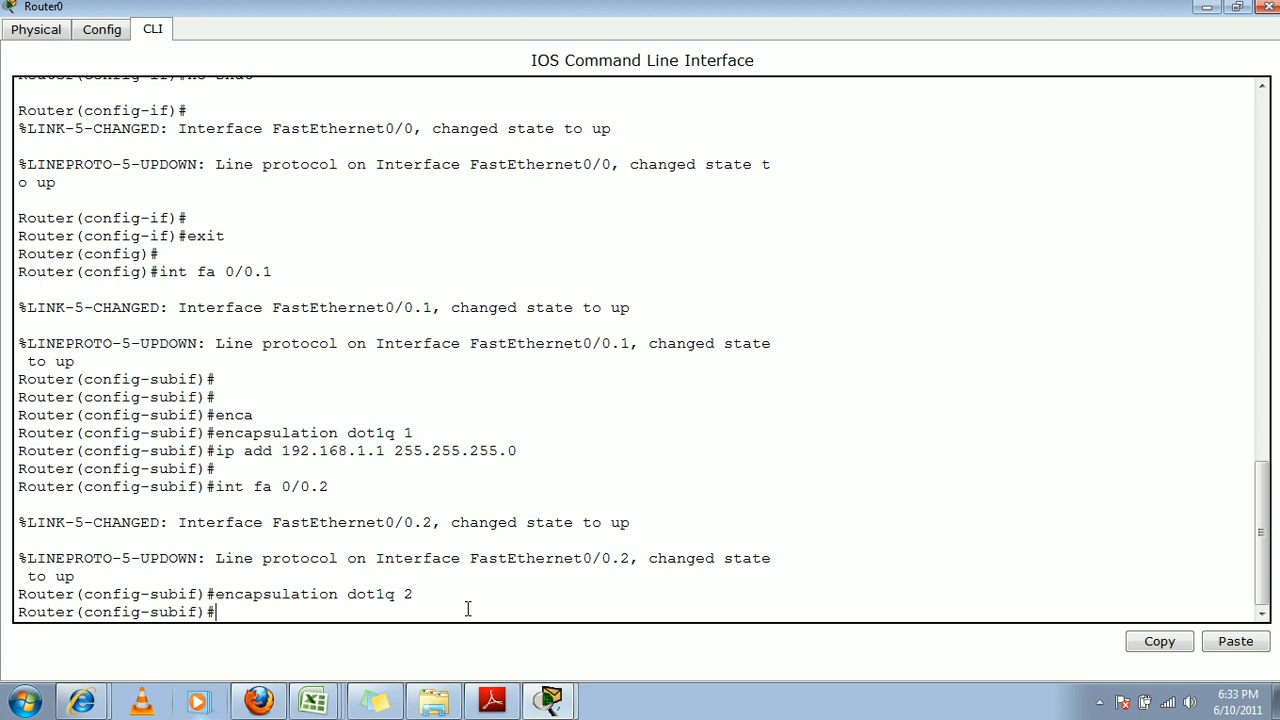 Router0
Physical
Config
CLI
IOS Command Line Interface
Router(config-if)#no shut
Router(config-if)#
%LINK-5-CHANGED: Interface FastEthernet0/0, changed state to up
%LINEPROTO-5-UPDOWN: Line protocol on Interface FastEthernet0/0, changed state t
o up
Router(config-if)#
Router(config-if)#exit
Router(config)#
Router(config)#int fa 0/0.1
%LINK-5-CHANGED: Interface FastEthernet0/0.1, changed state to up
%LINEPROTO-5-UPDOWN: Line protocol on Interface FastEthernet0/0.1, changed state
 to up
Router(config-subif)#
Router(config-subif)#
Router(config-subif)#enca
Router(config-subif)#encapsulation dot1q 1
Router(config-subif)#ip add 192.168.1.1 255.255.255.0
Router(config-subif)#
Router(config-subif)#int fa 0/0.2
%LINK-5-CHANGED: Interface FastEthernet0/0.2, changed state to up
%LINEPROTO-5-UPDOWN: Line protocol on Interface FastEthernet0/0.2, changed state
 to up
Router(config-subif)#encapsulation dot1q 2
Router(config-subif)#
Copy
Paste
6:33 PM
6/10/2011